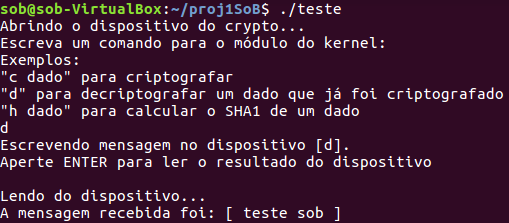 sob@sob-VirtualBox:~/proj1SoB$ ./teste
Abrindo o dispositivo do crypto...
Escreva um comando para o módulo do kernel:
Exemplos:
"c dado" para criptografar
"d" para decriptografar um dado que já foi criptografado
"h dado" para calcular o SHA1 de um dado
d
Escrevendo mensagem no dispositivo [d].
Aperte ENTER para ler o resultado do dispositivo
Lendo do dispositivo...
A mensagem recebida foi: [ teste sob ]